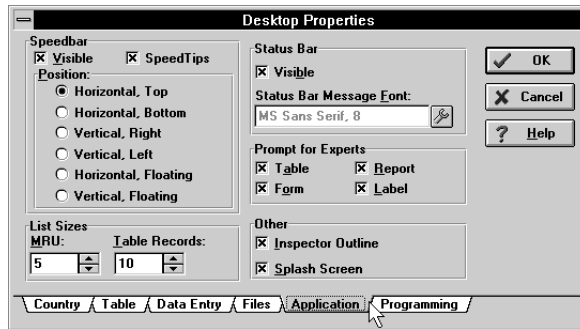 Desktop Properties
Speedbar
Visible SpeedTips
Position:
Horizontal, Top
Horizontal, Bottom
Vertical, Right
Vertical, Left
Horizontal, Floating
Vertical, Floating
List Sizes
MRU: Table Records:
5 10
Status Bar
Visible
Status Bar Message Font:
MS Sans Serif, 8
Prompt for Experts
Table Report
Form Label
Other
Inspector Outline
Splash Screen
OK
Cancel
? Help
Country Table Data Entry Files Application Programming